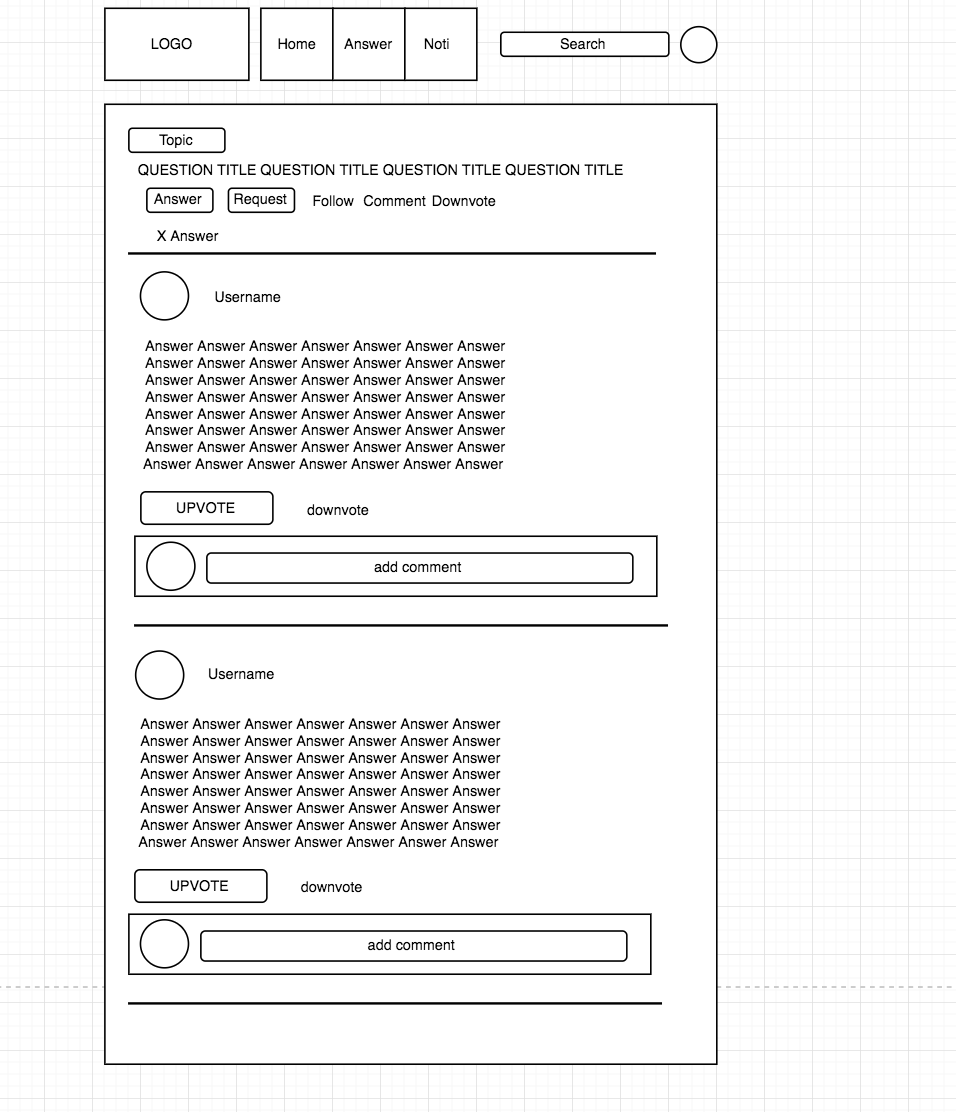 LOGO
Home Answer Noti
Search
Topic
QUESTION TITLE QUESTION TITLE QUESTION TITLE QUESTION TITLE
Answer Request Follow Comment Downvote
X Answer
Username
Answer Answer Answer Answer Answer Answer Answer
Answer Answer Answer Answer Answer Answer Answer
Answer Answer Answer Answer Answer Answer Answer
Answer Answer Answer Answer Answer Answer Answer
Answer Answer Answer Answer Answer Answer Answer
Answer Answer Answer Answer Answer Answer Answer
Answer Answer Answer Answer Answer Answer Answer
Answer Answer Answer Answer Answer Answer Answer
UPVOTE downvote
add comment
Username
Answer Answer Answer Answer Answer Answer Answer
Answer Answer Answer Answer Answer Answer Answer
Answer Answer Answer Answer Answer Answer Answer
Answer Answer Answer Answer Answer Answer Answer
Answer Answer Answer Answer Answer Answer Answer
Answer Answer Answer Answer Answer Answer Answer
Answer Answer Answer Answer Answer Answer Answer
Answer Answer Answer Answer Answer Answer Answer
UPVOTE downvote
add comment